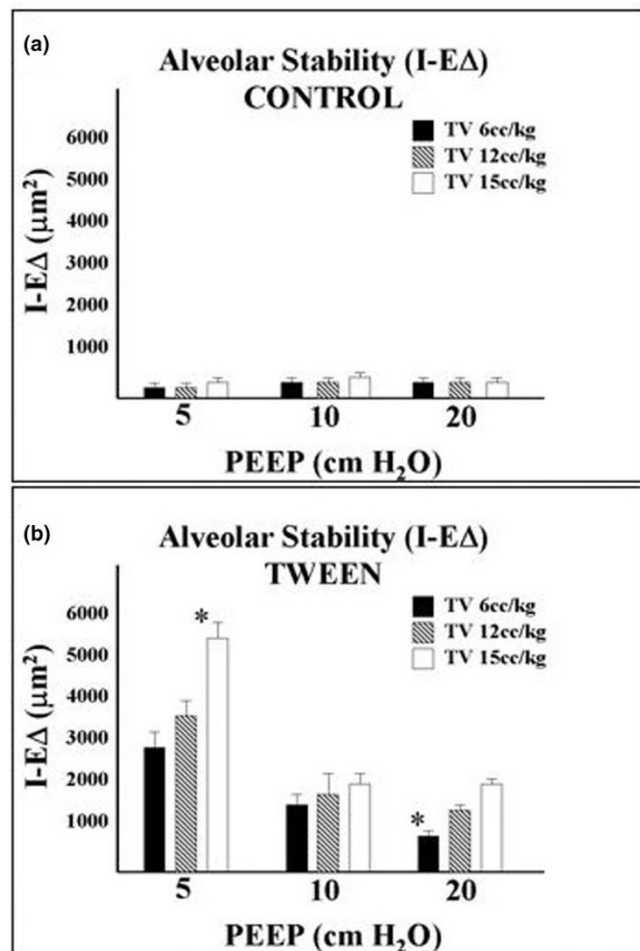 (a)
Alveolar Stability (I-EΔ)
CONTROL
TV 6cc/kg
TV 12cc/kg
TV 15cc/kg
I-EΔ (μm²)
6000
5000
4000
3000
2000
1000
5 10 20
PEEP (cm H₂O)
(b)
Alveolar Stability (I-EΔ)
TWEEN
TV 6cc/kg
TV 12cc/kg
TV 15cc/kg
I-EΔ (μm²)
6000
5000
4000
3000
2000
1000
*
*
5 10 20
PEEP (cm H₂O)